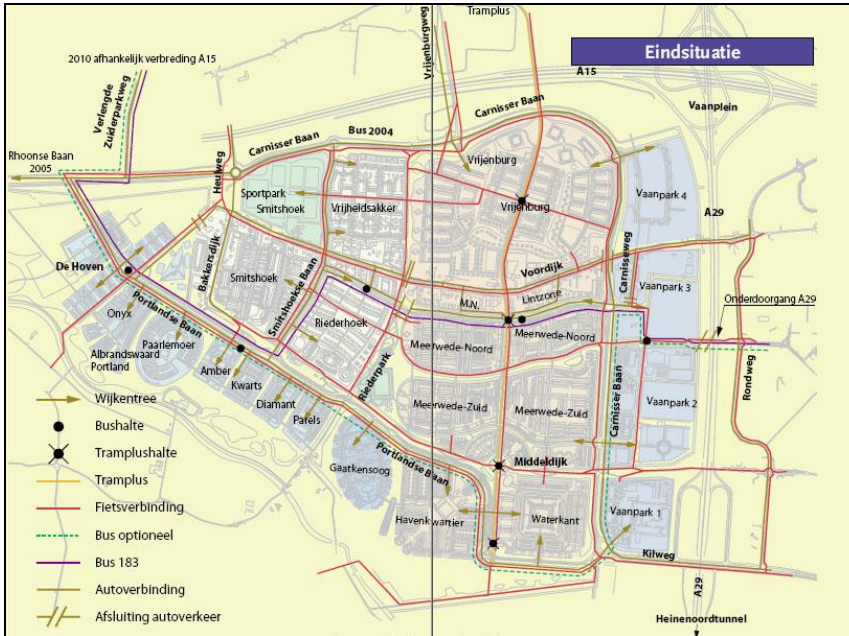 Tramplus
Vrijenburgweg
Eindsituatie
2010 afhankelijk verbreding A15
A15
Verlengde
Zuiderparkweg
Carnisser Baan
Vaanplein
Bus 2004
Carnisser Baan
Rhoonse Baan
2005
Heulweg
Vrijenburg
Sportpark
Smitshoek
Vrijheidsakker
Vrijenburg
Vaanpark 4
A29
De Hoven
Bakkersdijk
Smitshoek
Smitshoekse Baan
Voordijk
Carnisseweg
Vaanpark 3
M.N.
Lintzone
Onderdoorgang A29
Onyx
Portlandse Baan
Riederhoek
Meerwede-Noord
Meerwede-Noord
Paarlemoer
Albrandswaard
Portland
Amber
Kwarts
Riederpark
Rondweg
Diamant
Parels
Meerwede-Zuid
Meerwede-Zuid
Carnisser Baan
Vaanpark 2
Gaatkensoog
Portlandse Baan
Middeldijk
Havenkwartier
Waterkant
Vaanpark 1
Kilweg
A29
Heinenoordtunnel
Wijkentree
Bushalte
Tramplushalte
Tramplus
Fietsverbinding
Bus optioneel
Bus 183
Autoverbinding
Afsluiting autoverkeer